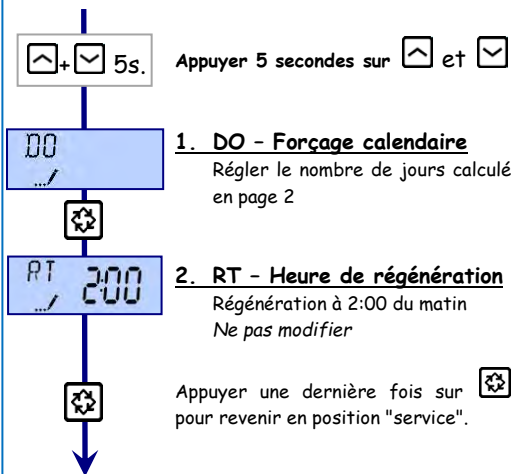 + 5s.
Appuyer 5 secondes sur et
DO
.../
1. DO – Forçage calendaire
Régler le nombre de jours calculé
en page 2
RT 2:00
.../
2. RT – Heure de régénération
Régénération à 2:00 du matin
Ne pas modifier
Appuyer une dernière fois sur
pour revenir en position "service".